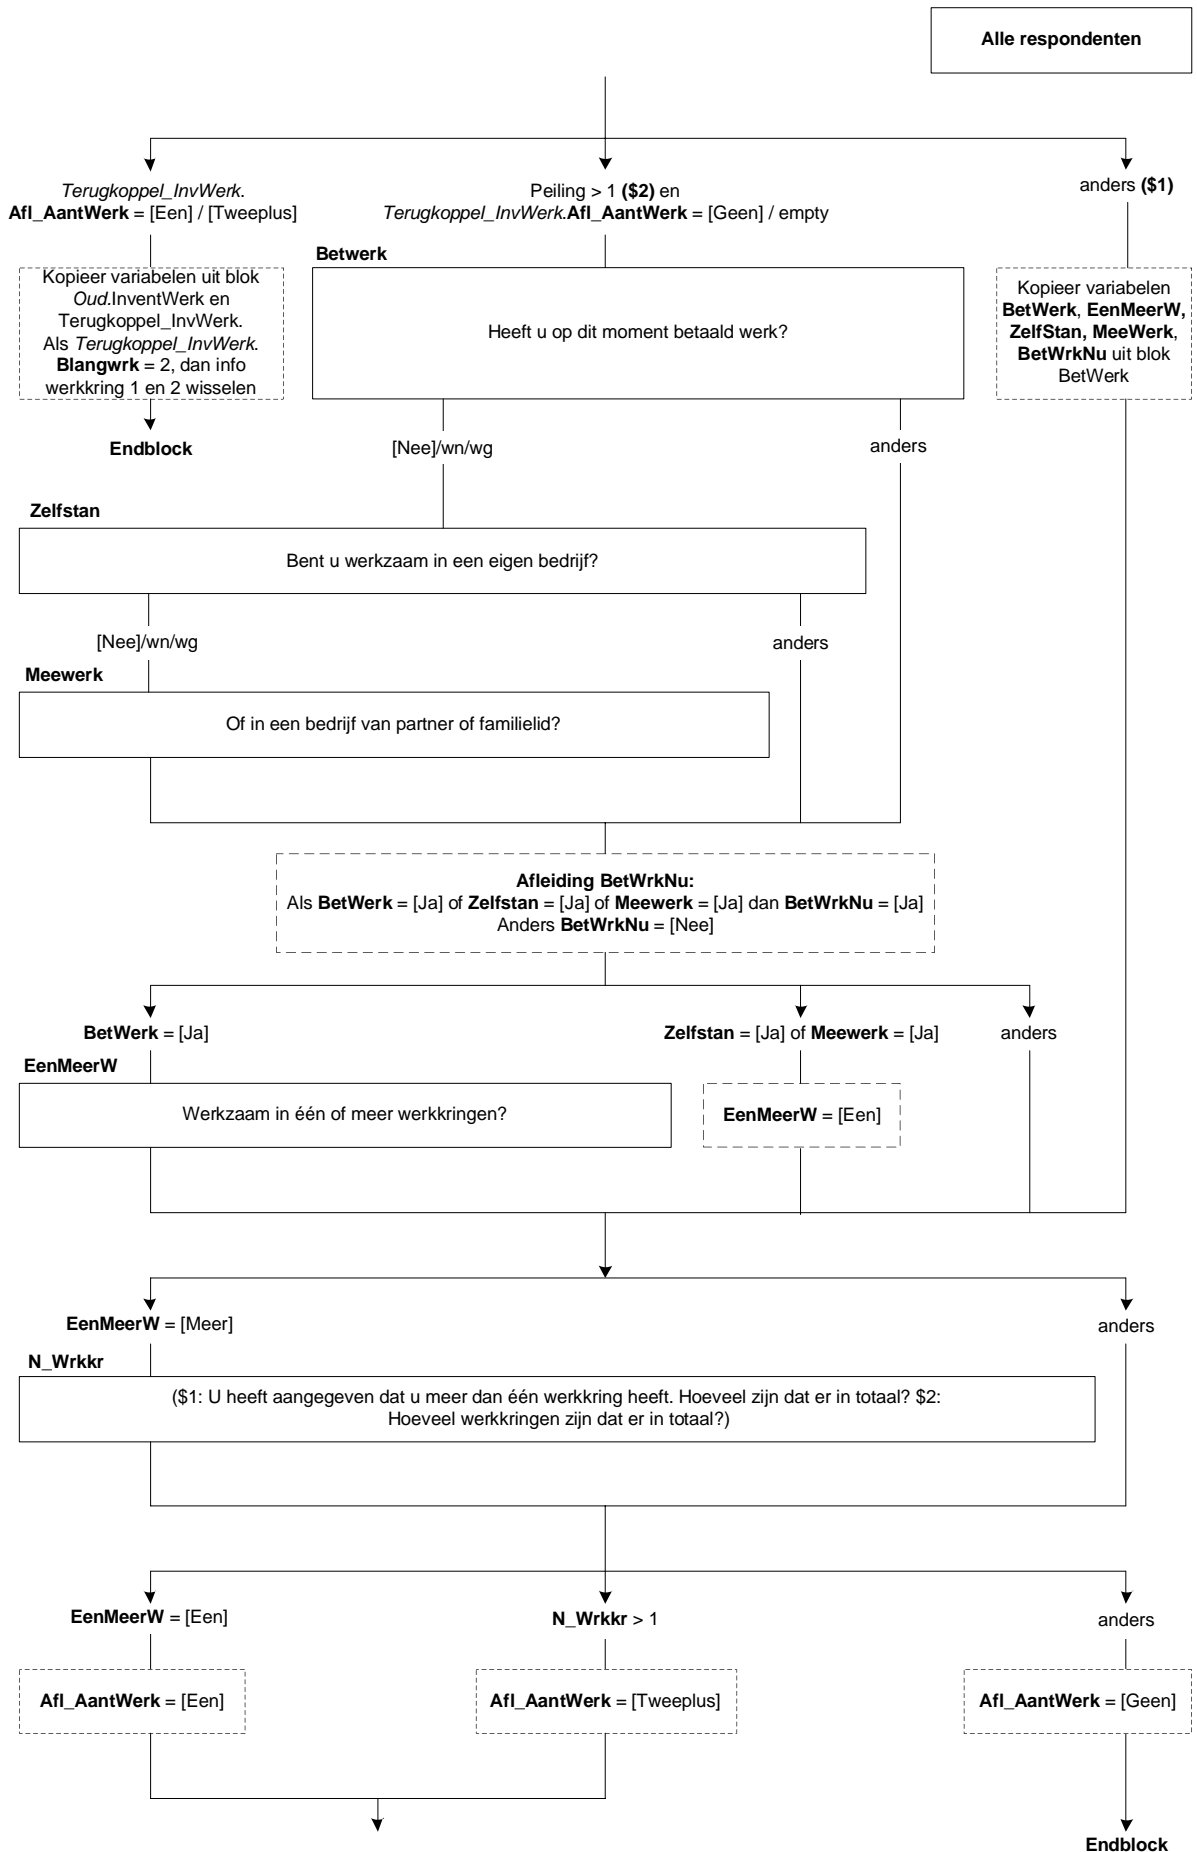 Alle respondenten
Terugkoppel_InvWerk.
Afl_AantWerk = [Een] / [Tweeplus]
Peiling > 1 ($2) en
Terugkoppel_InvWerk.Afl_AantWerk = [Geen] / empty
anders ($1)
Kopieer variabelen uit blok
Oud.InventWerk en
Terugkoppel_InvWerk.
Als Terugkoppel_InvWerk.
Blangwrk = 2, dan info
werkkring 1 en 2 wisselen
Endblock
Betwerk
Heeft u op dit moment betaald werk?
Kopieer variabelen
BetWerk, EenMeerW,
ZelfStan, MeeWerk,
BetWrkNu uit blok
BetWerk
[Nee]/wn/wg
anders
Zelfstan
Bent u werkzaam in een eigen bedrijf?
[Nee]/wn/wg
anders
Meewerk
Of in een bedrijf van partner of familielid?
Afleiding BetWrkNu:
Als BetWerk = [Ja] of Zelfstan = [Ja] of Meewerk = [Ja] dan BetWrkNu = [Ja]
Anders BetWrkNu = [Nee]
BetWerk = [Ja]
Zelfstan = [Ja] of Meewerk = [Ja]
anders
EenMeerW
Werkzaam in één of meer werkkringen?
EenMeerW = [Een]
EenMeerW = [Meer]
anders
N_Wrkkr
($1: U heeft aangegeven dat u meer dan één werkkring heeft. Hoeveel zijn dat er in totaal? $2:
Hoeveel werkkringen zijn dat er in totaal?)
EenMeerW = [Een]
N_Wrkkr > 1
anders
Afl_AantWerk = [Een]
Afl_AantWerk = [Tweeplus]
Afl_AantWerk = [Geen]
Endblock